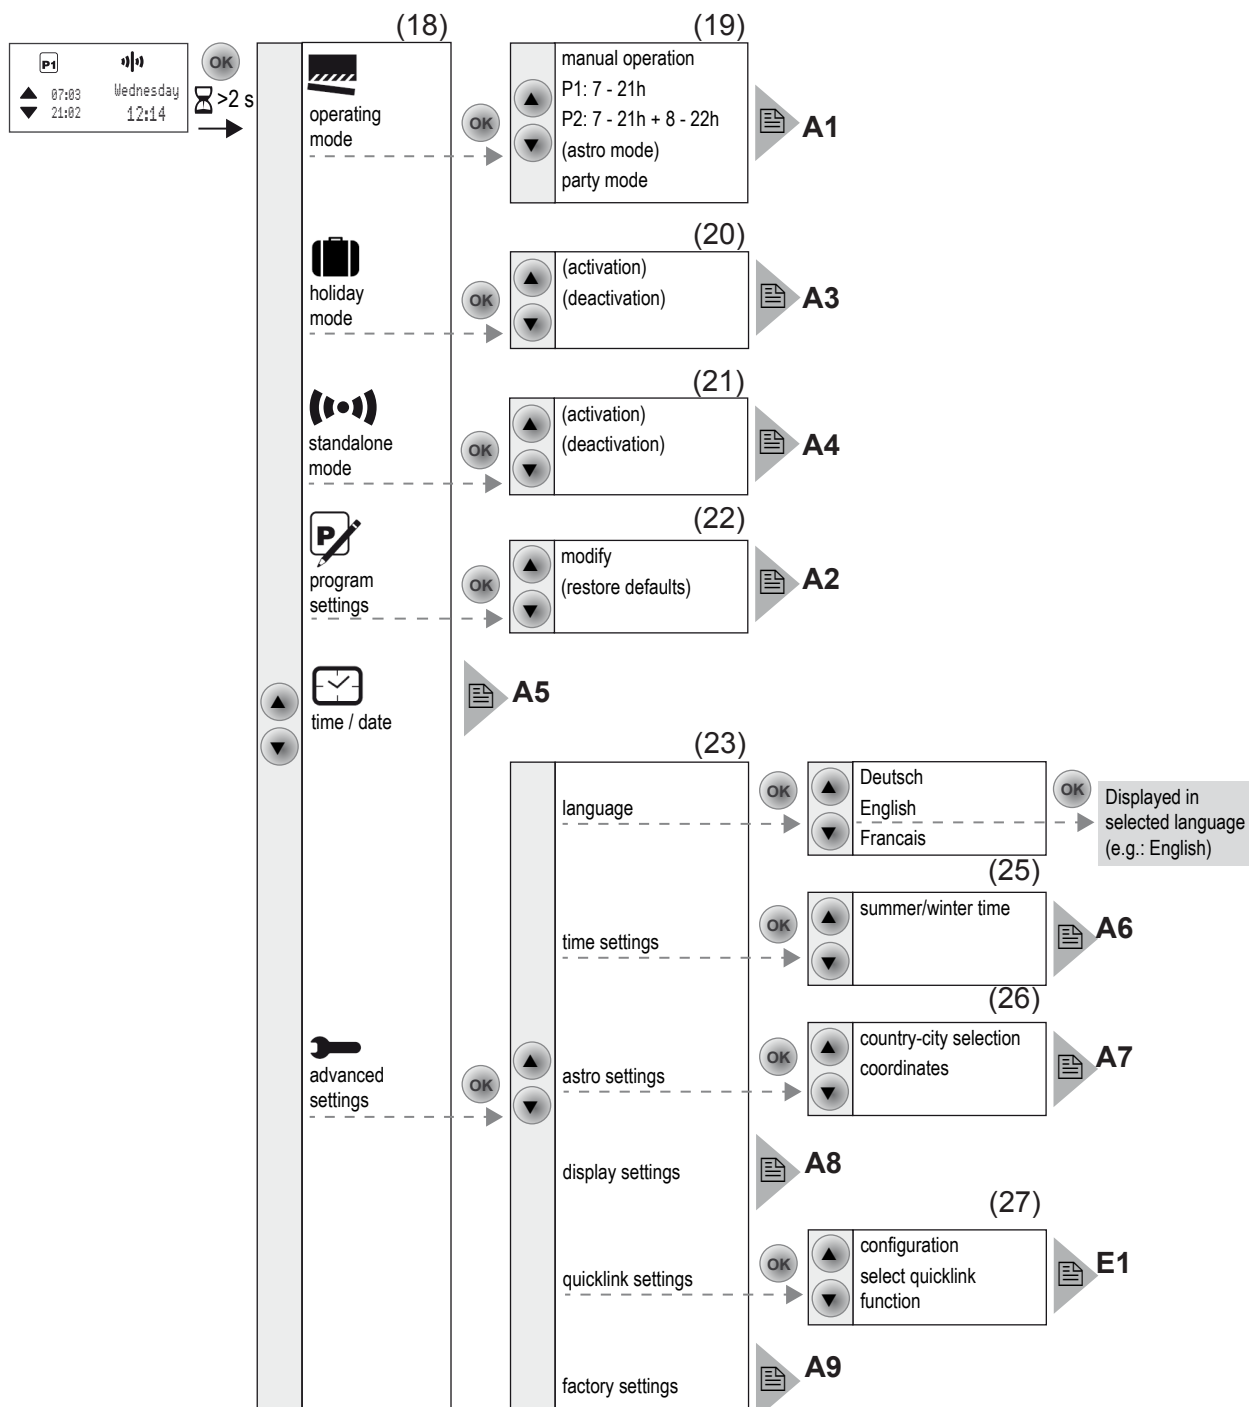 P1
07:03
21:02
Wednesday
12:14
OK
>2 s
(18)
operating
mode
OK
(19)
manual operation
P1: 7 - 21h
P2: 7 - 21h + 8 - 22h
(astro mode)
party mode
A1
holiday
mode
OK
(20)
(activation)
(deactivation)
A3
standalone
mode
OK
(21)
(activation)
(deactivation)
A4
P
program
settings
OK
(22)
modify
(restore defaults)
A2
time / date
A5
advanced
settings
OK
(23)
language
OK
Deutsch
English
Francais
OK
Displayed in
selected language
(e.g.: English)
time settings
OK
(25)
summer/winter time
A6
astro settings
OK
(26)
country-city selection
coordinates
A7
display settings
A8
quicklink settings
OK
(27)
configuration
select quicklink
function
E1
factory settings
A9